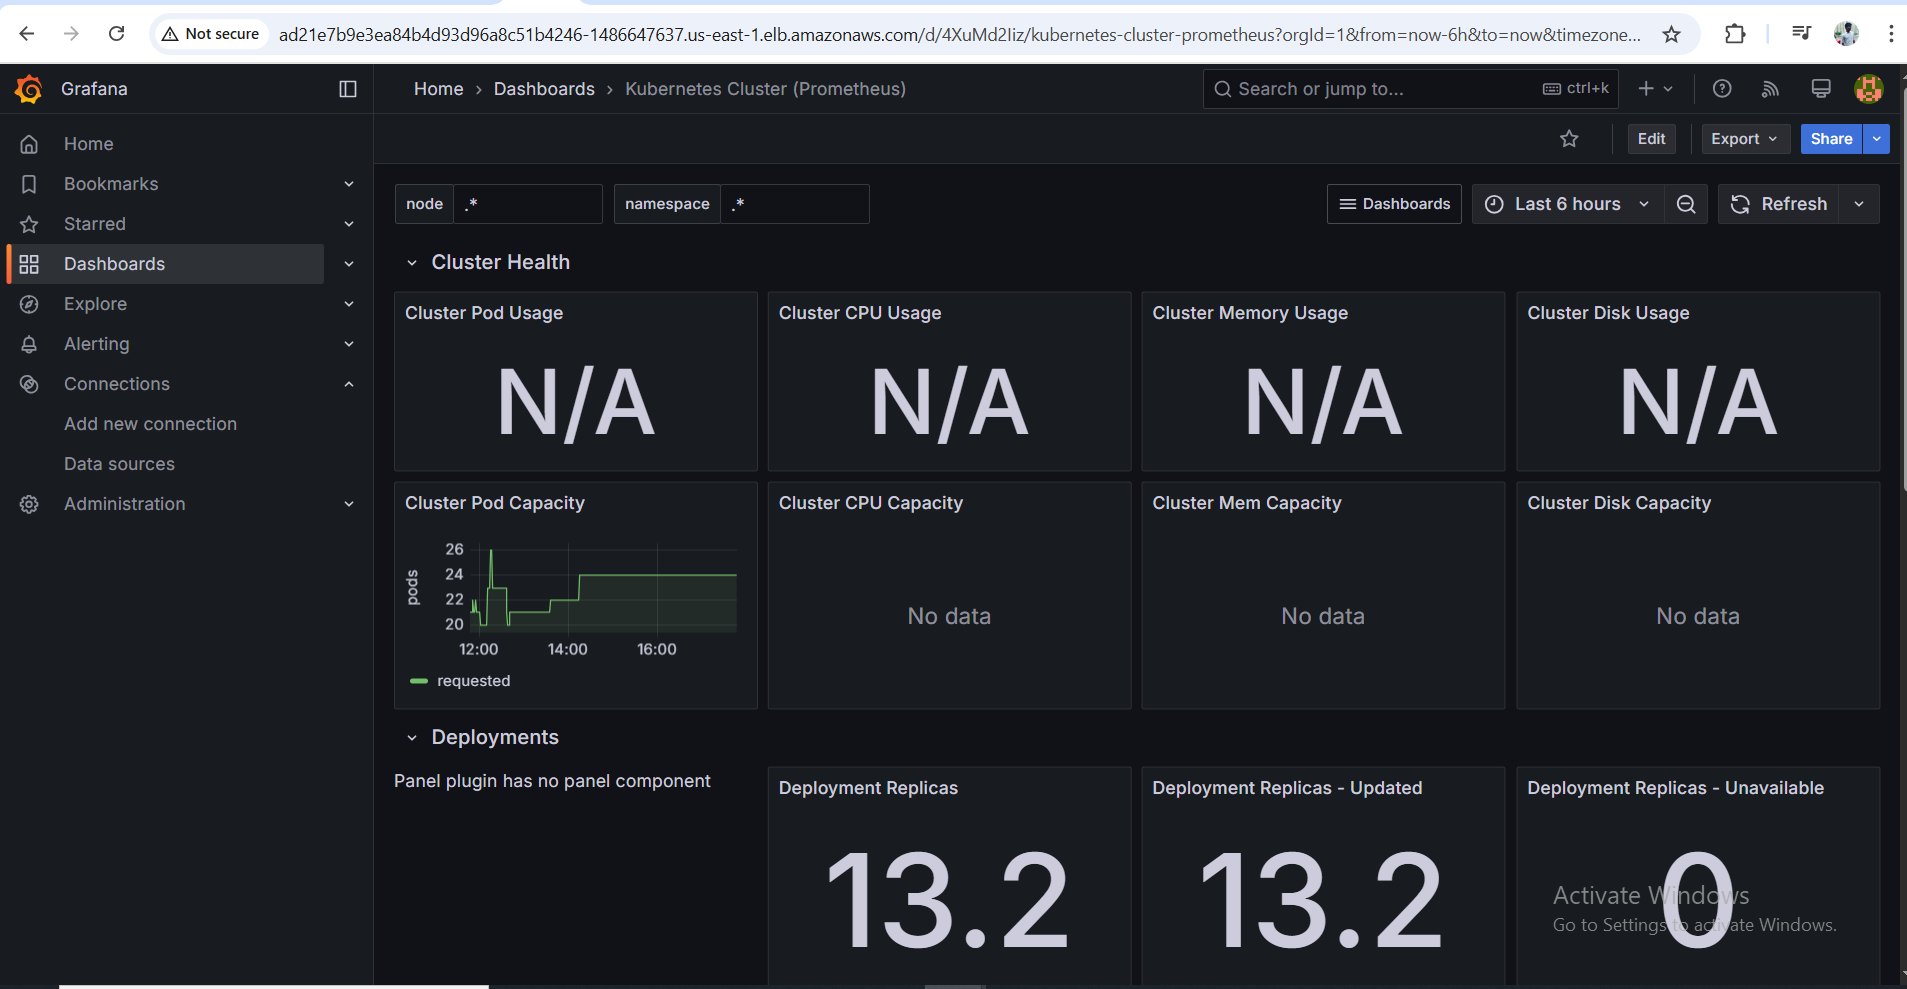 Not secure
ad21e7b9e3ea84b4d93d96a8c51b4246-1486647637.us-east-1.elb.amazonaws.com/d/4XuMd2Iiz/kubernetes-cluster-prometheus?orgId=1&from=now-6h&to=now&timezone...
Grafana
Home › Dashboards › Kubernetes Cluster (Prometheus)
Search or jump to...
ctrl+k
Home
Bookmarks
Starred
Dashboards
Explore
Alerting
Connections
Add new connection
Data sources
Administration
Edit
Export
Share
node .*
namespace .*
Dashboards
Last 6 hours
Refresh
Cluster Health
Cluster Pod Usage
N/A
Cluster CPU Usage
N/A
Cluster Memory Usage
N/A
Cluster Disk Usage
N/A
Cluster Pod Capacity
pods
26
24
22
20
12:00 14:00 16:00
requested
Cluster CPU Capacity
No data
Cluster Mem Capacity
No data
Cluster Disk Capacity
No data
Deployments
Panel plugin has no panel component
Deployment Replicas
13.2
Deployment Replicas - Updated
13.2
Deployment Replicas - Unavailable
0
Activate Windows
Go to Settings to activate Windows.